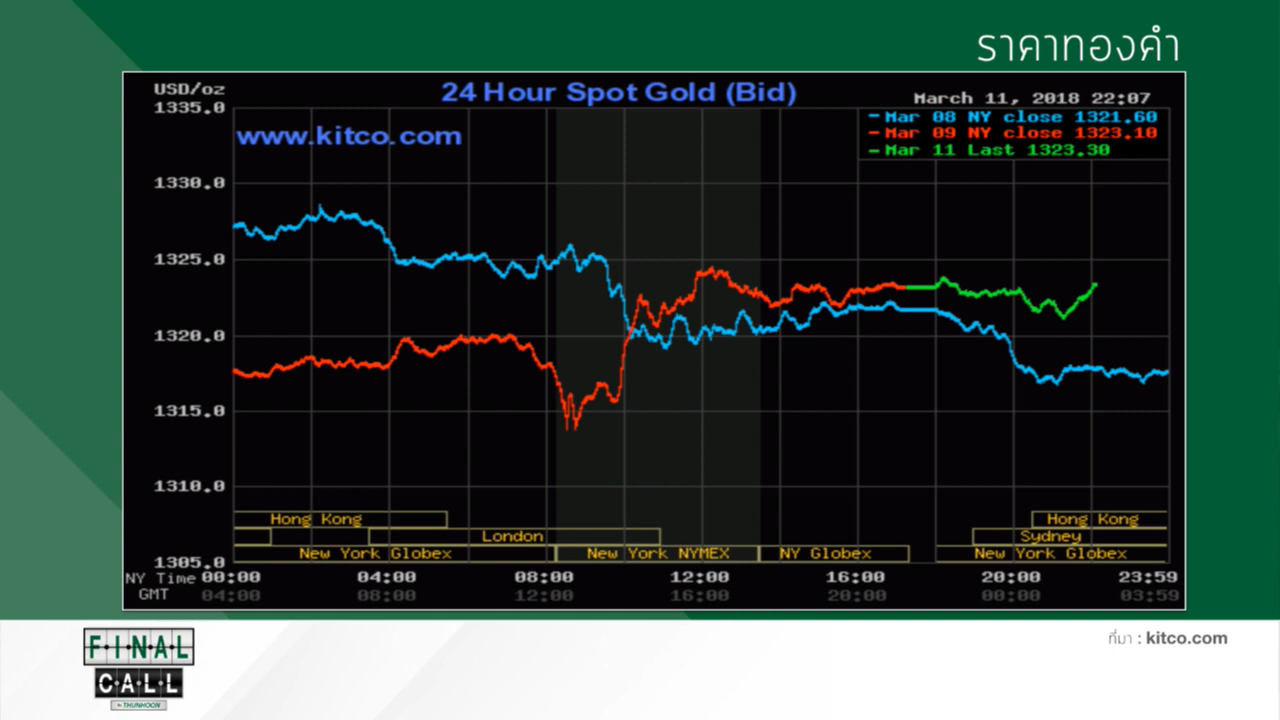 ราคาทองคำ
USD/oz
24 Hour Spot Gold (Bid)
March 11, 2018 22:07
1335.0
Mar 08 NY close 1321.60
www.kitco.com
Mar 09 NY close 1323.10
Mar 11 Last 1323.30
1330.0
1325.0
1320.0
1315.0
1310.0
Hong Kong
Hong Kong
London
Sydney
New York Globex
New York NYMEX
NY Globex
New York Globex
1305.0
NY Time 00:00 04:00 08:00 12:00 16:00 20:00 23:59
GMT 04:00 08:00 12:00 16:00 20:00 00:00 03:59
ที่มา : kitco.com
FINAL
CALL
by THUNHOON